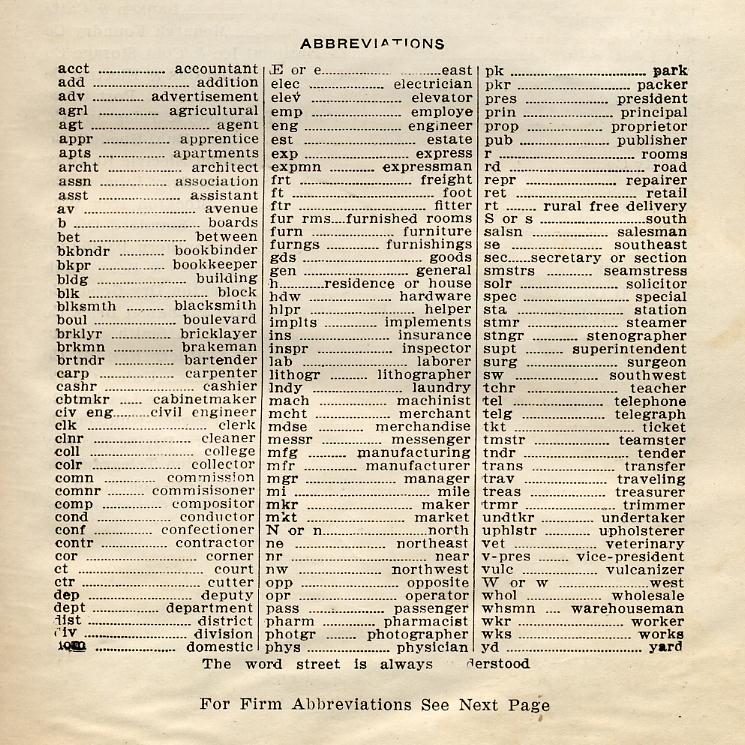 ABBREVIATIONS
acct ................. accountant
add .................... addition
adv ............ advertisement
agrl ............. agricultural
agt ........................ agent
appr ............... apprentice
apts .............. apartments
archt ................ architect
assn ............. association
asst ................. assistant
av ...................... avenue
b ....................... boards
bet ................... between
bkbndr ......... bookbinder
bkpr ............ bookkeeper
bldg ................. building
blk ...................... block
blksmth ....... blacksmith
boul .............. boulevard
brklyr ........... bricklayer
brkmn ......... brakeman
brtndr ........... bartender
carp ............... carpenter
cashr ................ cashier
cbtmkr .... cabinetmaker
civ eng........civil engineer
clk ....................... clerk
clnr .................. cleaner
coll .................. college
colr ................ collector
comn .......... commission
comnr ..... commisisoner
comp ........... compositor
cond ............. conductor
conf ........... confectioner
contr ........... contractor
cor .................... corner
ct ........................ court
ctr ...................... cutter
dep ................... deputy
dept ............ department
dist .................. district
iv .................... division
................. domestic
E or e.....................east
elec .............. electrician
elev ................. elevator
emp ................. employe
eng ................. engineer
est ..................... estate
exp .................. express
expmn ....... expressman
frt .................... freight
ft ......................... foot
ftr ...................... fitter
fur rms....furnished rooms
furn ............... furniture
furngs ......... furnishings
gds .................... goods
gen .................. general
h..........residence or house
hdw ............... hardware
hlpr .................. helper
implts ......... implements
ins ................ insurance
inspr ............. inspector
lab .................. laborer
lithogr ...... lithographer
lndy ................ laundry
mach ............ machinist
mcht ............. merchant
mdse ......... merchandise
messr .......... messenger
mfg ........ manufacturing
mfr .......... manufacturer
mgr ................ manager
mi ........................ mile
mkr .................... maker
mkt .................. market
N or n...................north
ne ................ northeast
nr ....................... near
nw .............. northwest
opp ................ opposite
opr ................. operator
pass ............. passenger
pharm ......... pharmacist
photgr ..... photographer
phys .............. physician
pk ........................ park
pkr .................... packer
pres .............. president
prin ............... principal
prop ............. proprietor
pub ............... publisher
r ........................ rooms
rd ........................ road
repr ................ repairer
ret ...................... retail
rt ....... rural free delivery
S or s....................south
salsn ............. salesman
se ................. southeast
sec.....secretary or section
smstrs ......... seamstress
solr ................. solicitor
spec .................. special
sta .................... station
stmr ................ steamer
stngr ........ stenographer
supt ...... superintendent
surg ................ surgeon
sw ............... southwest
tchr .................. teacher
tel ................ telephone
telg .............. telegraph
tkt ...................... ticket
tmstr ............ teamster
tndr .................. tender
trans .............. transfer
trav .............. traveling
treas ............. treasurer
trmr ............... trimmer
undtkr ......... undertaker
uphlstr ....... upholsterer
vet ............... veterinary
v-pres ..... vice-president
vulc .............. vulcanizer
W or w..................west
whol ............ wholesale
whsmn ... warehouseman
wkr .................. worker
wks .................... works
yd ....................... yard
The word street is always derstood
For Firm Abbreviations See Next Page